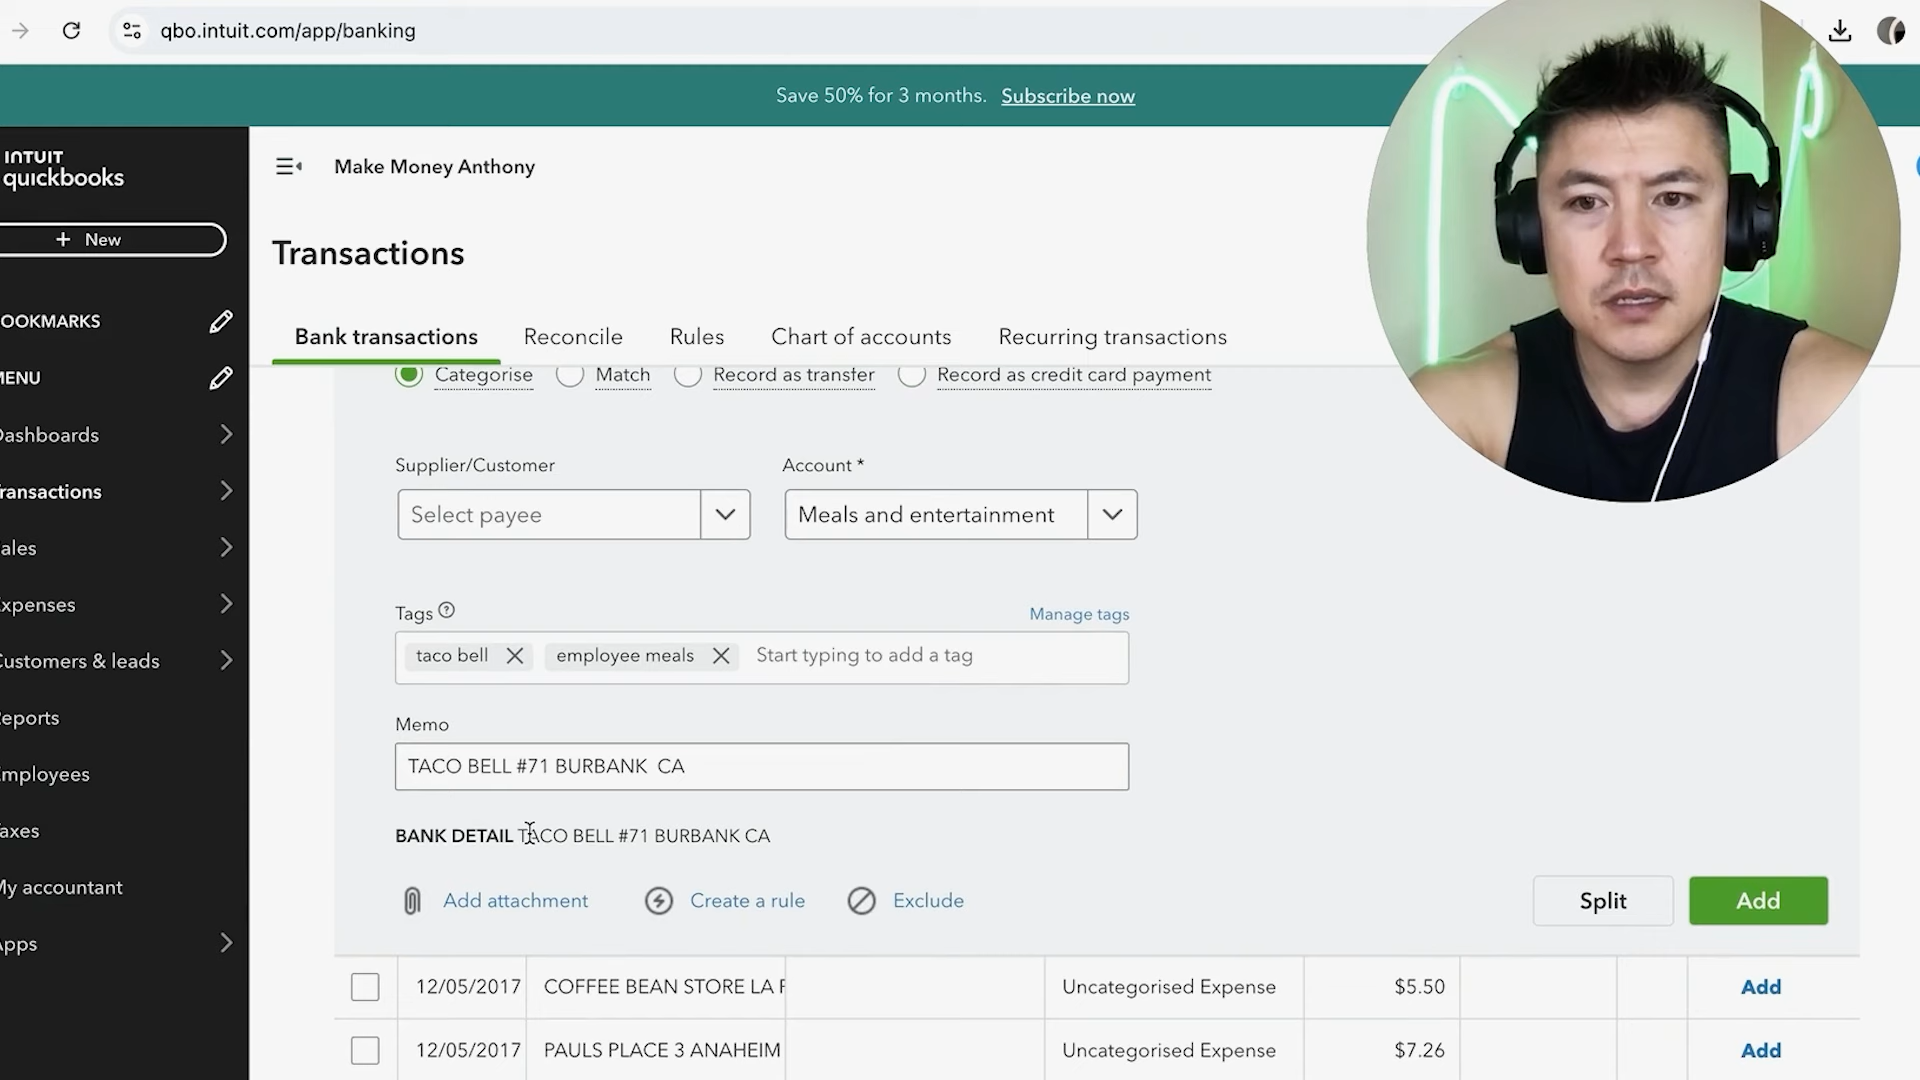 qbo.intuit.com/app/banking
Save 50% for 3 months. Subscribe now
INTUIT
quickbooks
+ New
Make Money Anthony
Transactions
Bank transactions Reconcile Rules Chart of accounts Recurring transactions
OOKMARKS
ENU
Dashboards
ransactions
ales
xpenses
Customers & leads
eports
mployees
axes
My accountant
Apps
Categorise Match Record as transfer Record as credit card payment
Supplier/Customer Account *
Select payee Meals and entertainment
Tags ? Manage tags
taco bell employee meals Start typing to add a tag
Memo
TACO BELL #71 BURBANK CA
BANK DETAIL TACO BELL #71 BURBANK CA
Add attachment Create a rule Exclude Split Add
12/05/2017 COFFEE BEAN STORE LA Uncategorised Expense $5.50 Add
12/05/2017 PAULS PLACE 3 ANAHEIM Uncategorised Expense $7.26 Add